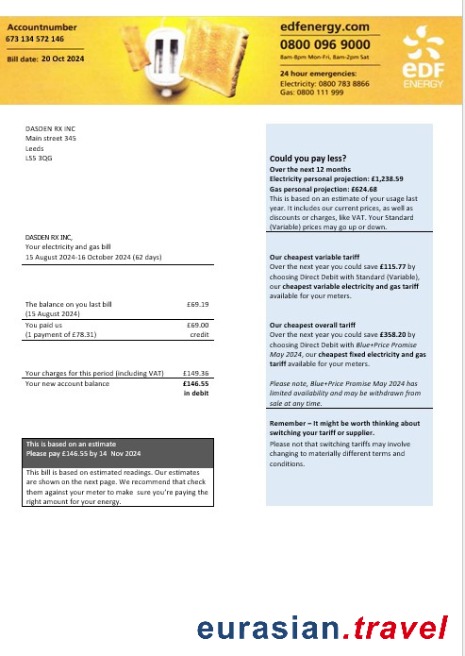 Accountnumber
673 134 572 146
Bill date: 20 Oct 2024
edfenergy.com
0800 096 9000
8am-8pm Mon-Fri, 8am-2pm Sat
24 hour emergencies:
Electricity: 0800 783 8866
Gas: 0800 111 999
eDF
ENERGY
DASDEN RX INC
Main street 345
Leeds
LS5 3QG
DASDEN RX INC,
Your electricity and gas bill
15 August 2024-16 October 2024 (62 days)
The balance on you last bill £69.19
(15 August 2024)
You paid us £69.00
(1 payment of £78.31) credit
Your charges for this period (including VAT) £149.36
Your new account balance £146.55
in debit
This is based on an estimate
Please pay £146.55 by 14 Nov 2024
This bill is based on estimated readings. Our estimates
are shown on the next page. We recommend that check
them against your meter to make sure you're paying the
right amount for your energy.
Could you pay less?
Over the next 12 months
Electricity personal projection: £1,238.59
Gas personal projection: £624.68
This is based on an estimate of your usage last
year. It includes our current prices, as well as
discounts or charges, like VAT. Your Standard
(Variable) prices may go up or down.
Our cheapest variable tariff
Over the next year you could save £115.77 by
choosing Direct Debit with Standard (Variable),
our cheapest variable electricity and gas tariff
available for your meters.
Our cheapest overall tariff
Over the next year you could save £358.20 by
choosing Direct Debit with Blue+Price Promise
May 2024, our cheapest fixed electricity and gas
tariff available for your meters.
Please note, Blue+Price Promise May 2024 has
limited availability and may be withdrawn from
sale at any time.
Remember – It might be worth thinking about
switching your tariff or supplier.
Please not that switching tariffs may involve
changing to materially different terms and
conditions.
eurasian.travel